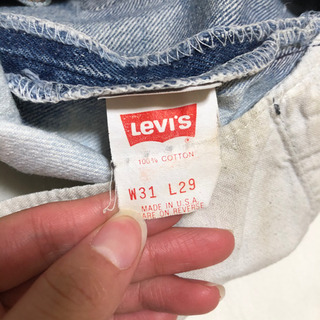 Levi's
100% COTTON
W31 L29
MADE IN U.S.A.
CARE ON REVERSE